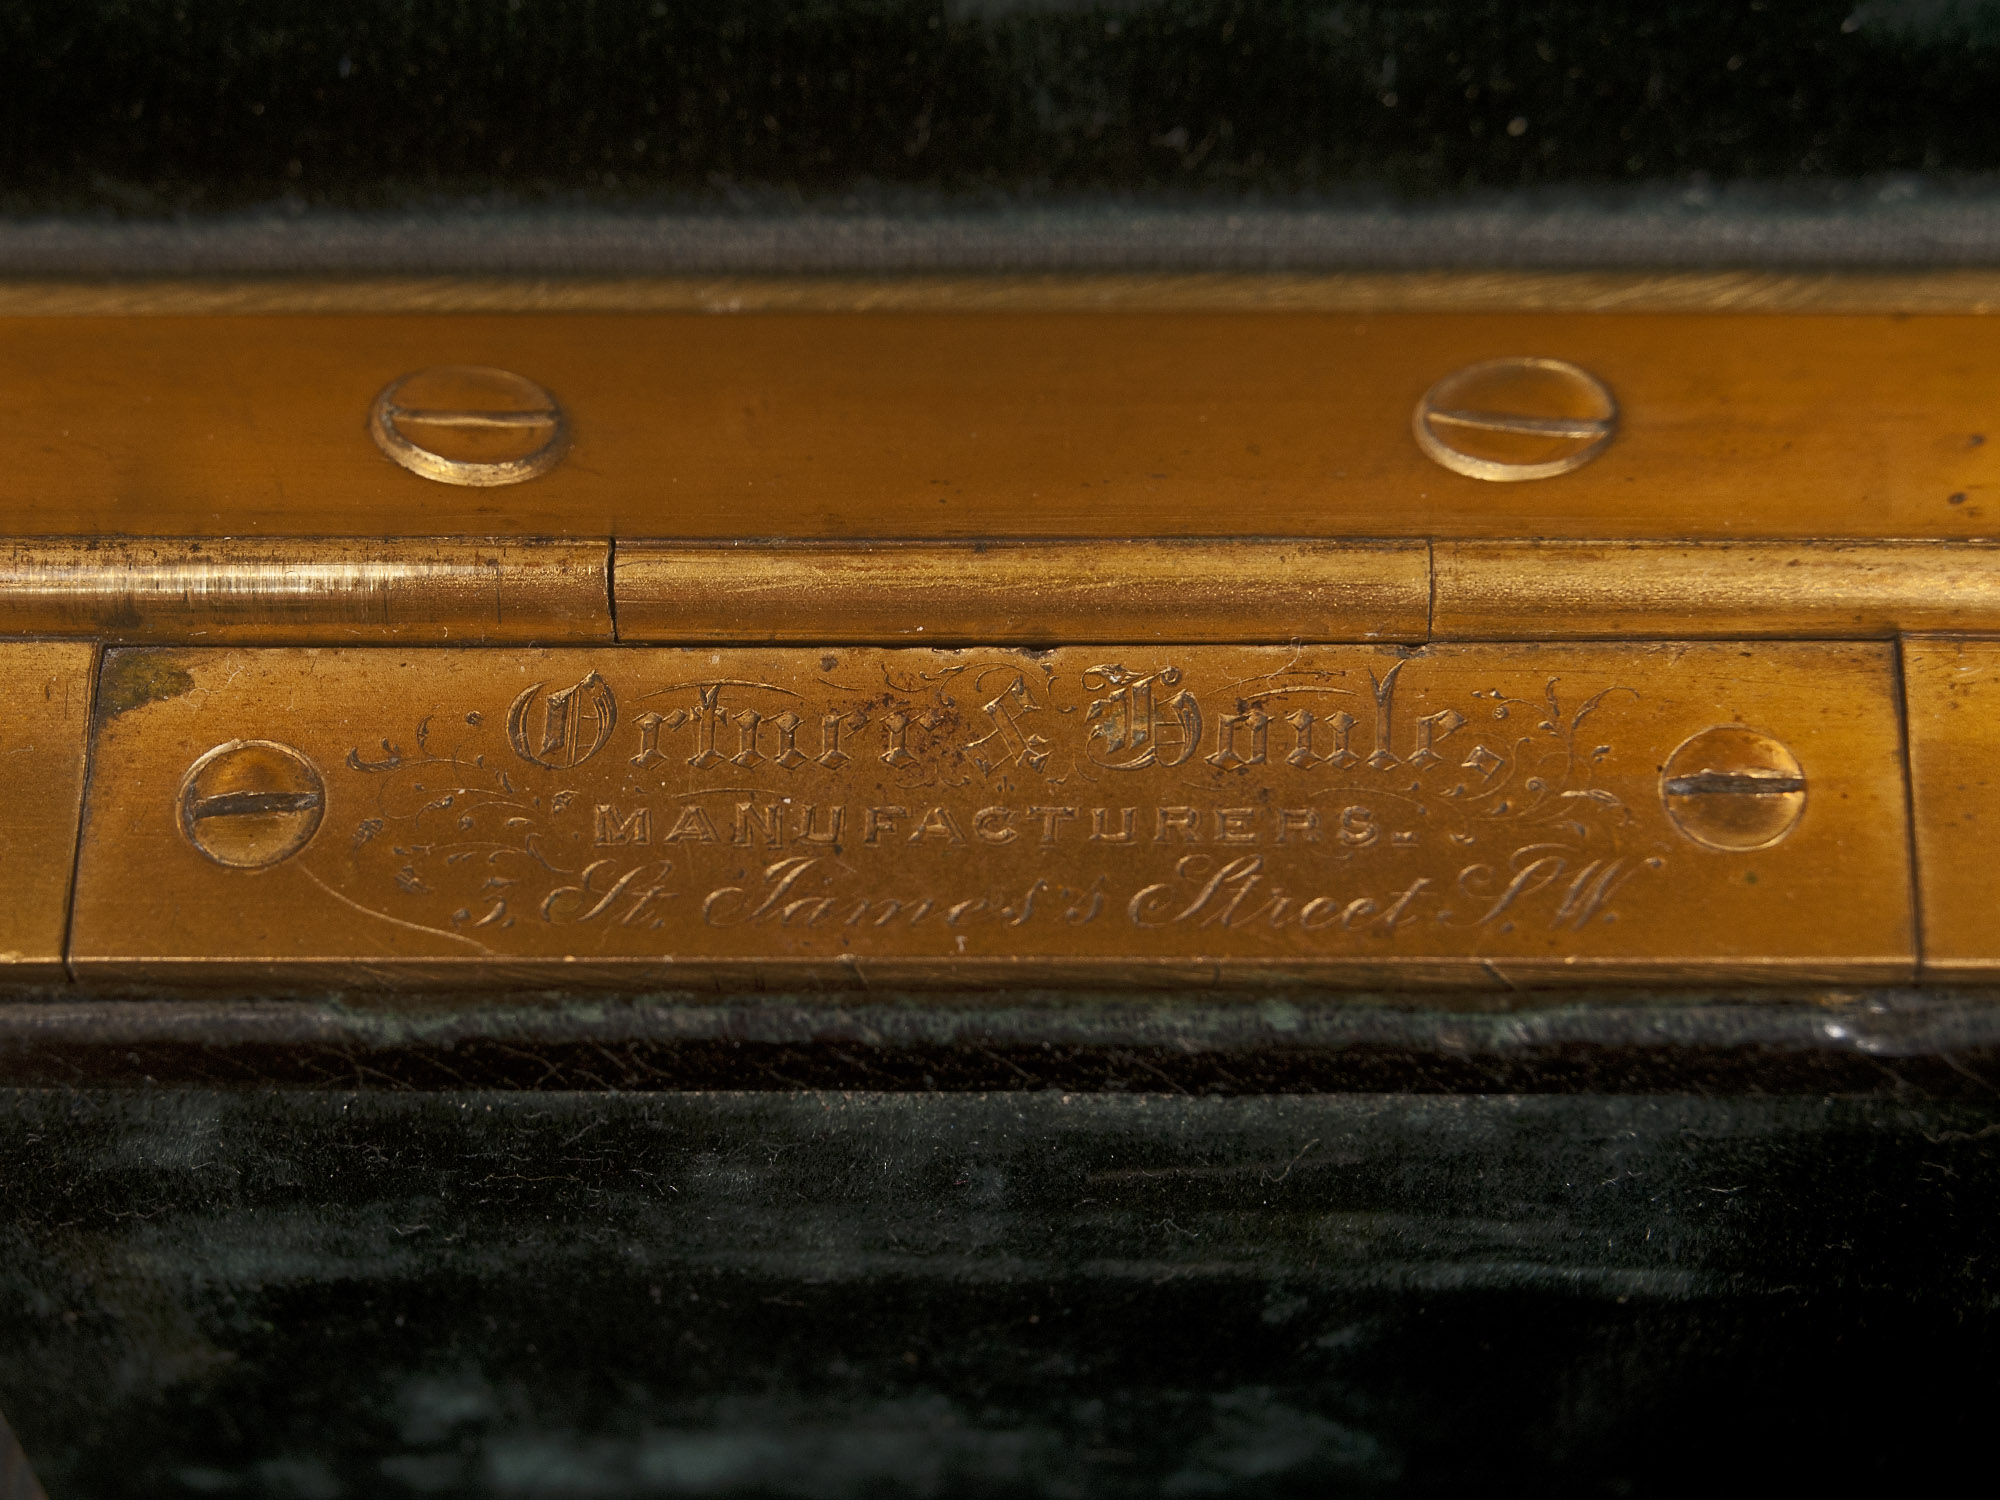 Ortner & Houle,
MANUFACTURERS.
3, St. James's Street S.W.